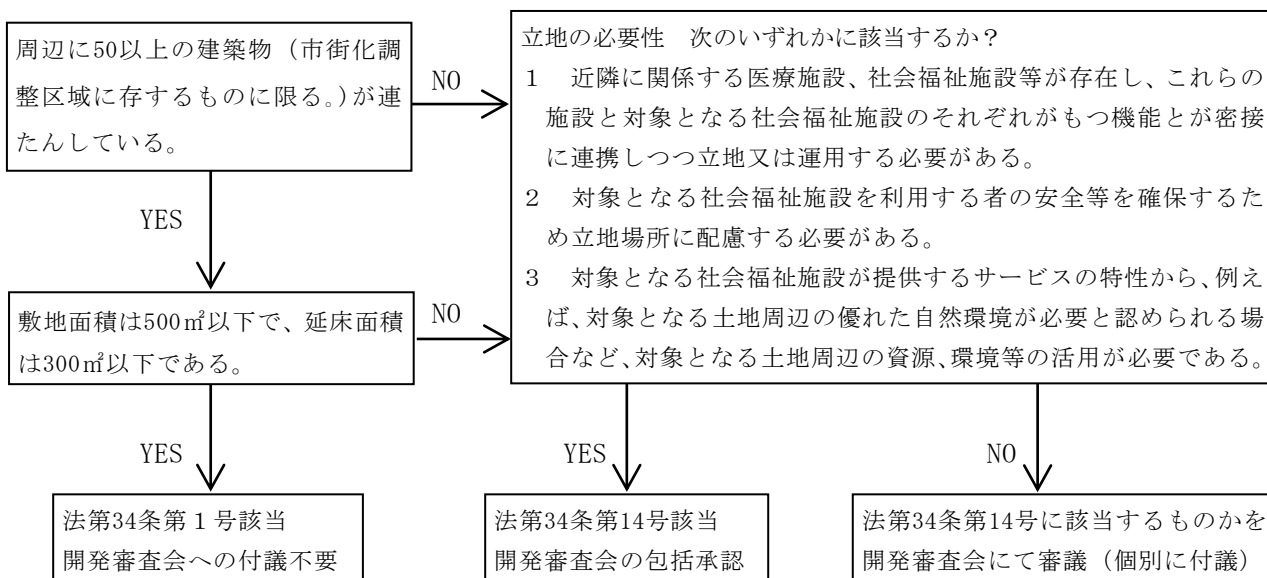 周辺に50以上の建築物（市街化調
整区域に存するものに限る。)が連
たんしている。
NO
YES
敷地面積は500㎡以下で、延床面積
は300㎡以下である。
NO
YES
法第34条第１号該当
開発審査会への付議不要
立地の必要性　次のいずれかに該当するか？
１　近隣に関係する医療施設、社会福祉施設等が存在し、これらの
施設と対象となる社会福祉施設のそれぞれがもつ機能とが密接
に連携しつつ立地又は運用する必要がある。
２　対象となる社会福祉施設を利用する者の安全等を確保するた
め立地場所に配慮する必要がある。
３　対象となる社会福祉施設が提供するサービスの特性から、例え
ば、対象となる土地周辺の優れた自然環境が必要と認められる場
合など、対象となる土地周辺の資源、環境等の活用が必要である。
YES
NO
法第34条第14号該当
開発審査会の包括承認
法第34条第14号に該当するものかを
開発審査会にて審議（個別に付議）